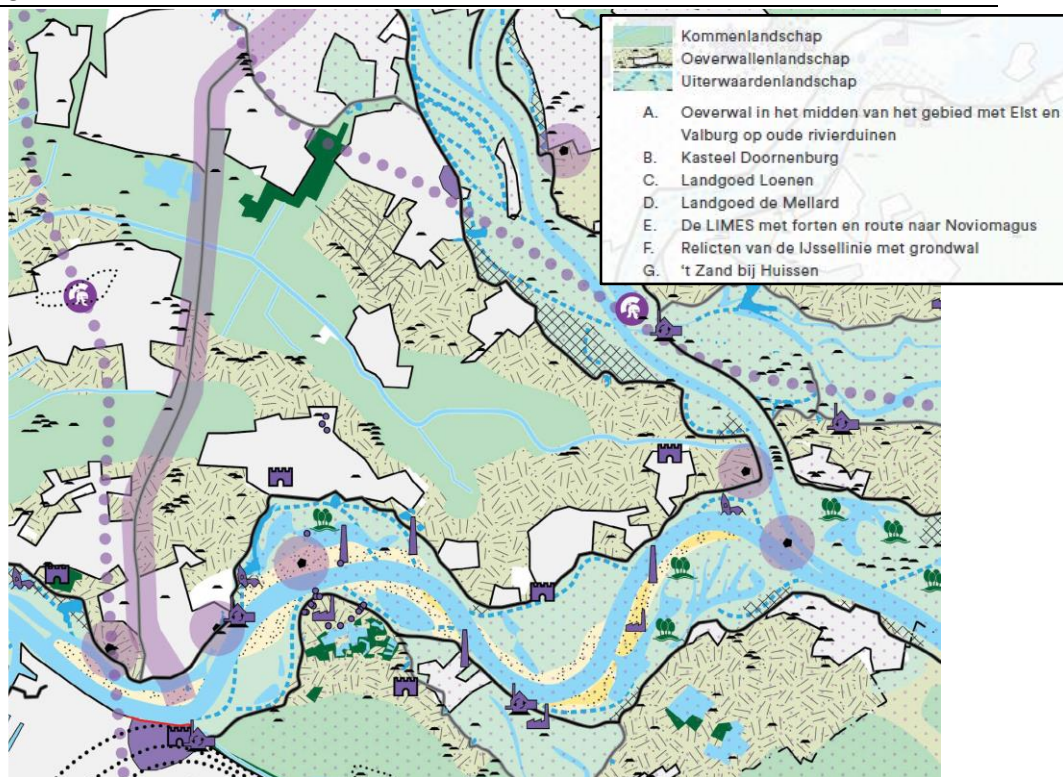 Kommenlandschap
Oeverwallenlandschap
Uiterwaardenlandschap
A. Oeverwal in het midden van het gebied met Elst en
Valburg op oude rivierduinen
B. Kasteel Doornenburg
C. Landgoed Loenen
D. Landgoed de Mellard
E. De LIMES met forten en route naar Noviomagus
F. Relicten van de IJssellinie met grondwal
G. 't Zand bij Huissen